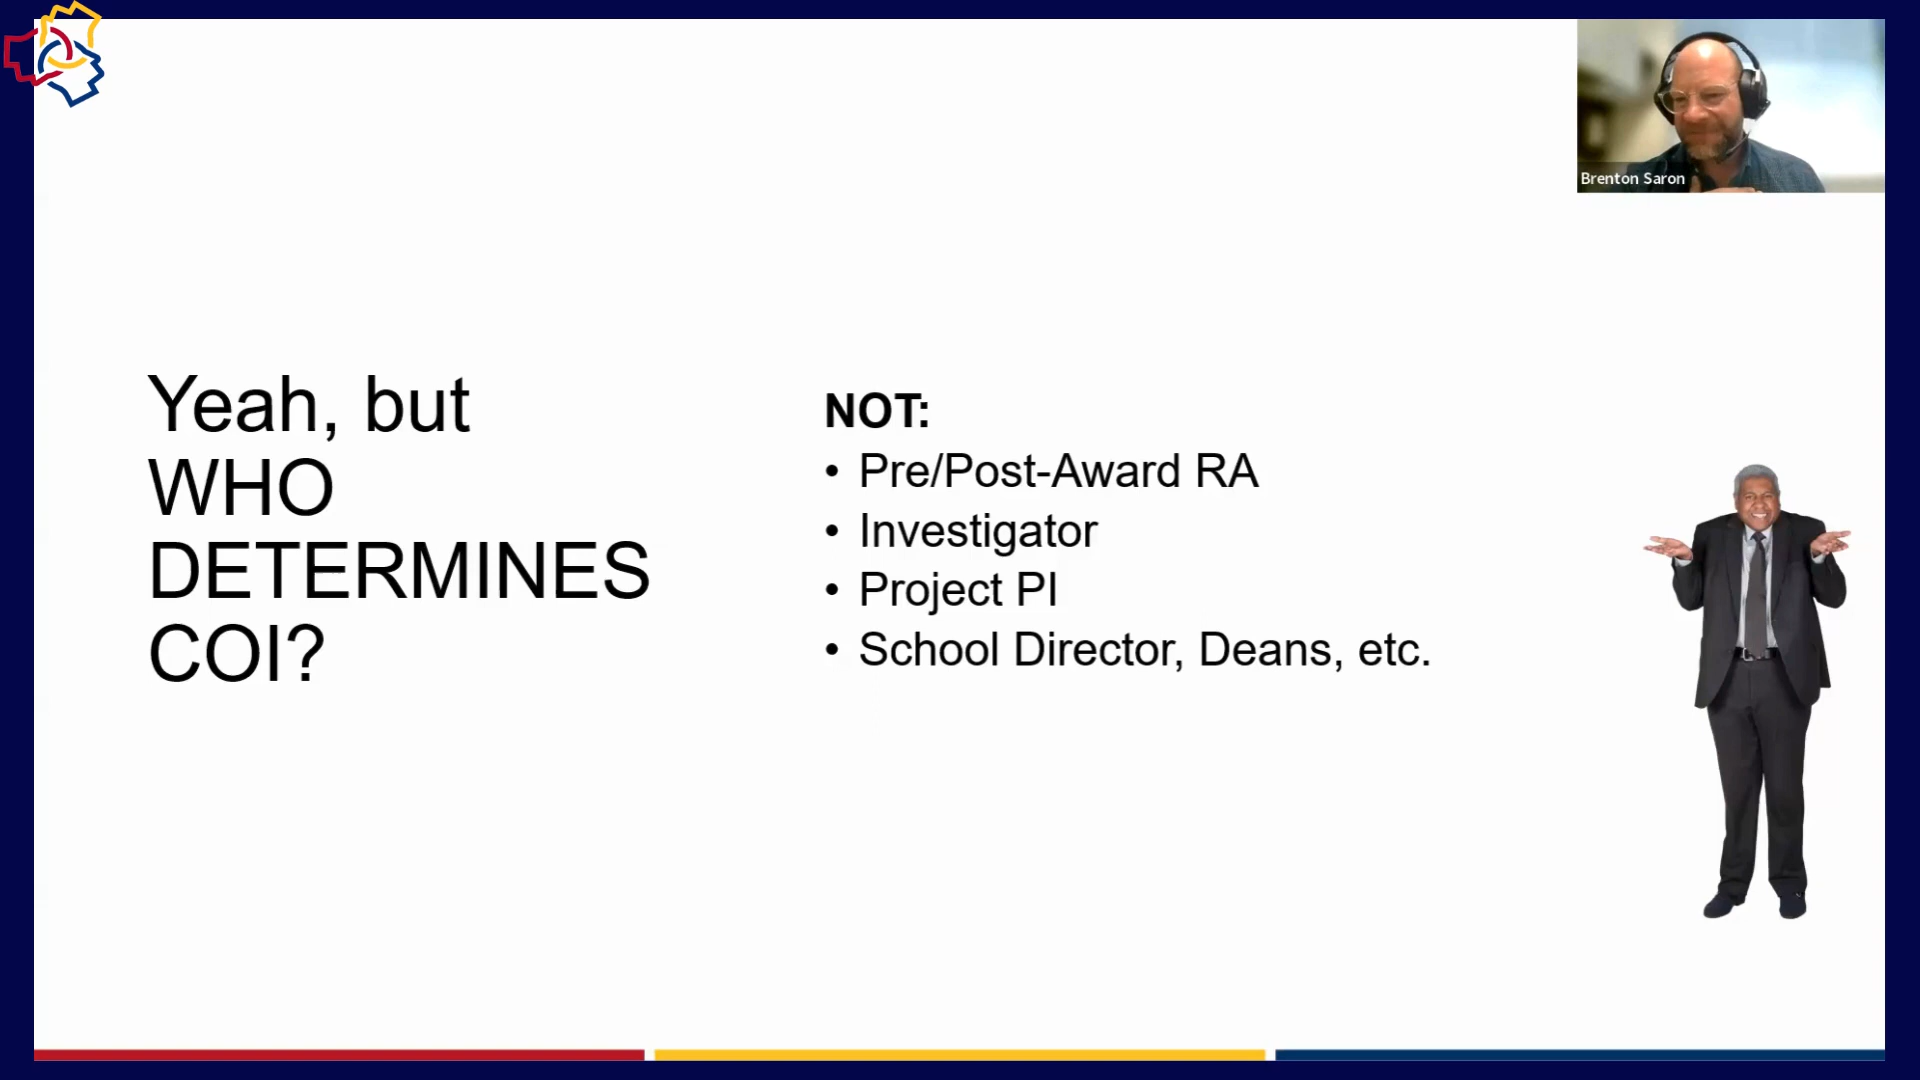 Brenton Saron
Yeah, but
WHO
DETERMINES
COI?
NOT:
• Pre/Post-Award RA
• Investigator
• Project PI
• School Director, Deans, etc.